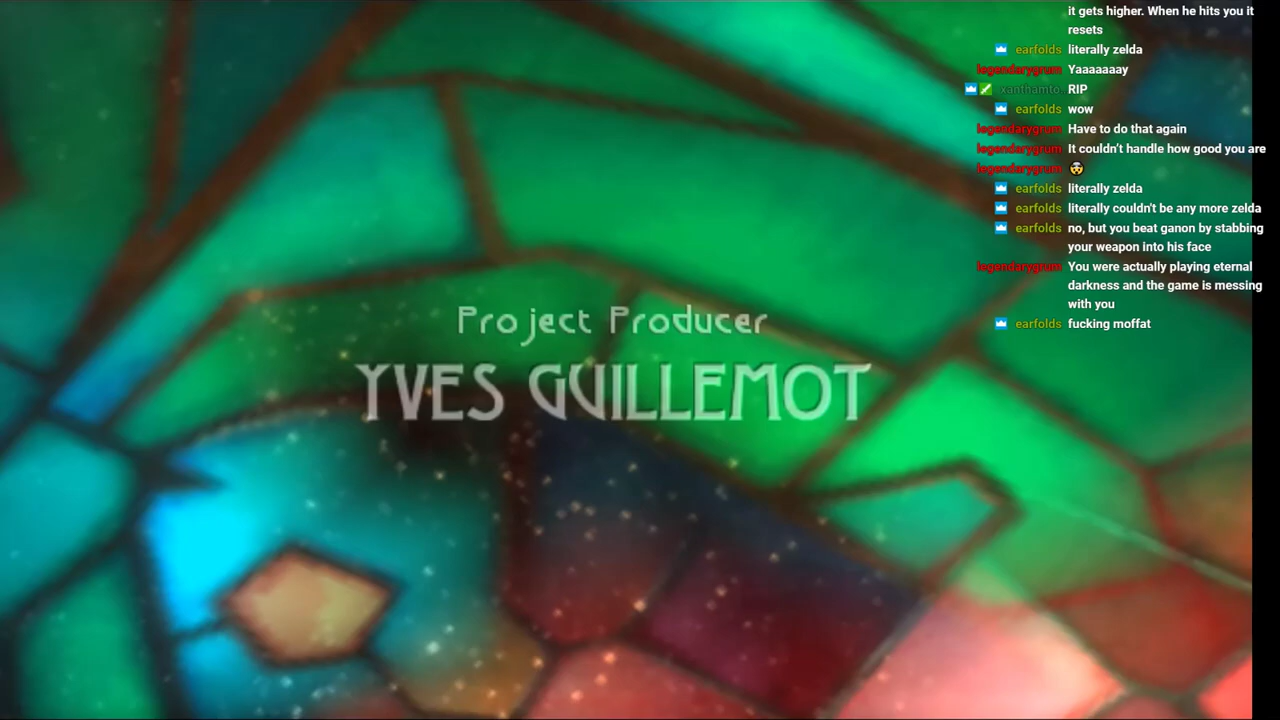 Project Producer
YVES GUILLEMOT
it gets higher. When he hits you it
resets
earfolds literally zelda
legendarygrum Yaaaaaaay
xanthamto.. RIP
earfolds wow
legendarygrum Have to do that again
legendarygrum It couldn't handle how good you are
legendarygrum 🤯
earfolds literally zelda
earfolds literally couldn't be any more zelda
earfolds no, but you beat ganon by stabbing
your weapon into his face
legendarygrum You were actually playing eternal
darkness and the game is messing
with you
earfolds fucking moffat